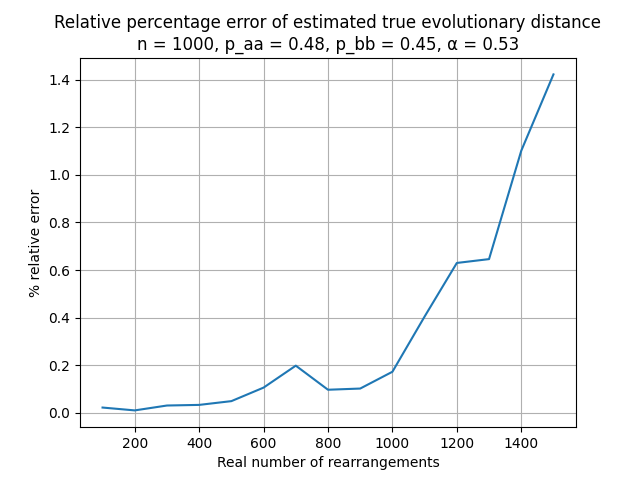 Relative percentage error of estimated true evolutionary distance
n = 1000, p_aa = 0.48, p_bb = 0.45, α = 0.53
1.4
1.2
1.0
0.8
0.6
0.4
0.2
0.0
% relative error
200 400 600 800 1000 1200 1400
Real number of rearrangements